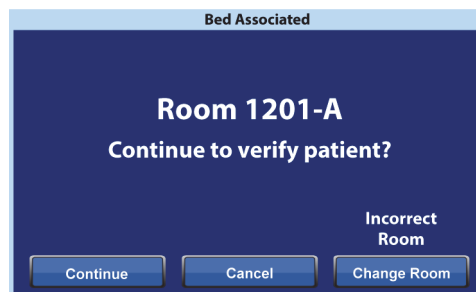 Bed Associated
Room 1201-A
Continue to verify patient?
Incorrect
Room
Continue
Cancel
Change Room